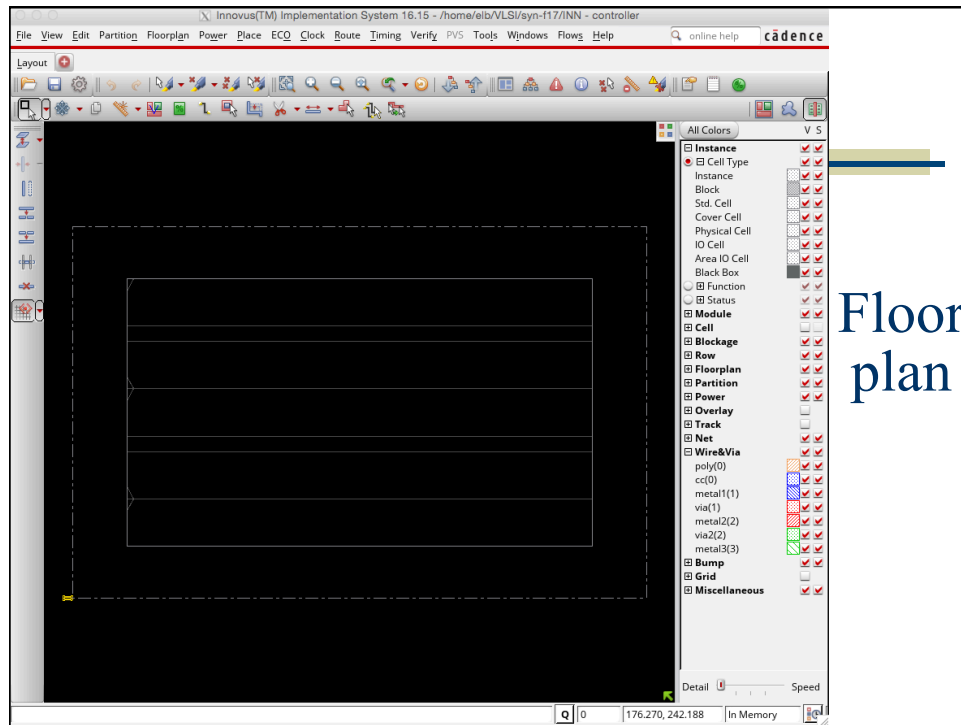 Innovus(TM) Implementation System 16.15 - /home/elb/VLSI/syn-f17/INN - controller
File View Edit Partition Floorplan Power Place ECO Clock Route Timing Verify PVS Tools Windows Flows Help online help cādence
Layout
All Colors V S
Instance
Cell Type
Instance
Block
Std. Cell
Cover Cell
Physical Cell
IO Cell
Area IO Cell
Black Box
Function
Status
Module
Cell
Blockage
Row
Floorplan
Partition
Power
Overlay
Track
Net
Wire&Via
poly(0)
cc(0)
metal1(1)
via(1)
metal2(2)
via2(2)
metal3(3)
Bump
Grid
Miscellaneous
Detail Speed
Q 0 176.270, 242.188 In Memory
Floor
plan